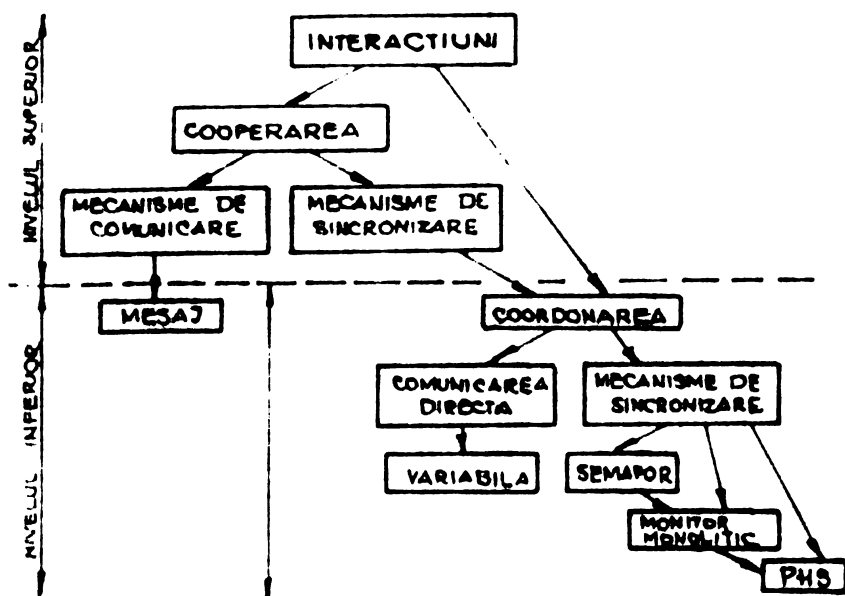 NIVELUL SUPERIOR
INTERACTIUNI
COOPERAREA
MECANISME DE
COMUNICARE
MECANISME DE
SINCRONIZARE
NIVELUL INFERIOR
MESAJ
COORDONAREA
COMUNICAREA
DIRECTA
MECANISME DE
SINCRONIZARE
VARIABILA
SEMAFOR
MONITOR
MONOLITIC
PHS